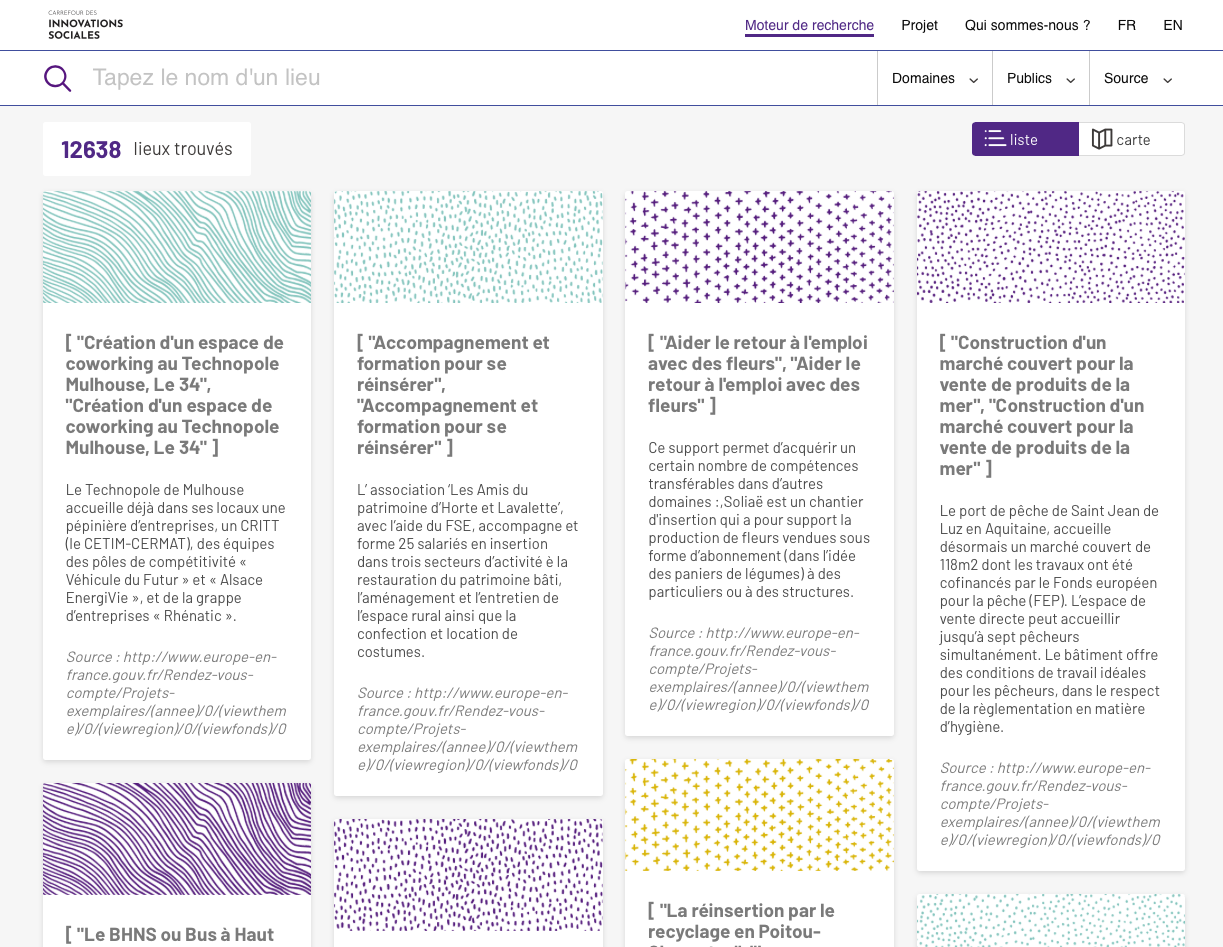 CARREFOUR DES
INNOVATIONS
SOCIALES
Moteur de recherche
Projet
Qui sommes-nous ?
FR
EN
Tapez le nom d'un lieu
Domaines
Publics
Source
12638 lieux trouvés
liste
carte
[ "Création d'un espace de
coworking au Technopole
Mulhouse, Le 34",
"Création d'un espace de
coworking au Technopole
Mulhouse, Le 34" ]
Le Technopole de Mulhouse
accueille déjà dans ses locaux une
pépinière d'entreprises, un CRITT
(le CETIM-CERMAT), des équipes
des pôles de compétitivité «
Véhicule du Futur » et « Alsace
EnergiVie », et de la grappe
d'entreprises « Rhénatic ».
Source : http://www.europe-en-
france.gouv.fr/Rendez-vous-
compte/Projets-
exemplaires/(annee)/0/(viewthem
e)/0/(viewregion)/0/(viewfonds)/0
[ "Accompagnement et
formation pour se
réinsérer",
"Accompagnement et
formation pour se
réinsérer" ]
L' association 'Les Amis du
patrimoine d'Horte et Lavalette',
avec l'aide du FSE, accompagne et
forme 25 salariés en insertion
dans trois secteurs d'activité è la
restauration du patrimoine bâti,
l'aménagement et l'entretien de
l'espace rural ainsi que la
confection et location de
costumes.
Source : http://www.europe-en-
france.gouv.fr/Rendez-vous-
compte/Projets-
exemplaires/(annee)/0/(viewthem
e)/0/(viewregion)/0/(viewfonds)/0
[ "Aider le retour à l'emploi
avec des fleurs", "Aider le
retour à l'emploi avec des
fleurs" ]
Ce support permet d'acquérir un
certain nombre de compétences
transférables dans d'autres
domaines :,Soliaë est un chantier
d'insertion qui a pour support la
production de fleurs vendues sous
forme d'abonnement (dans l'idée
des paniers de légumes) à des
particuliers ou à des structures.
Source : http://www.europe-en-
france.gouv.fr/Rendez-vous-
compte/Projets-
exemplaires/(annee)/0/(viewthem
e)/0/(viewregion)/0/(viewfonds)/0
[ "Construction d'un
marché couvert pour la
vente de produits de la
mer", "Construction d'un
marché couvert pour la
vente de produits de la
mer" ]
Le port de pêche de Saint Jean de
Luz en Aquitaine, accueille
désormais un marché couvert de
118m2 dont les travaux ont été
cofinancés par le Fonds européen
pour la pêche (FEP). L'espace de
vente directe peut accueillir
jusqu'à sept pêcheurs
simultanément. Le bâtiment offre
des conditions de travail idéales
pour les pêcheurs, dans le respect
de la règlementation en matière
d'hygiène.
Source : http://www.europe-en-
france.gouv.fr/Rendez-vous-
compte/Projets-
exemplaires/(annee)/0/(viewthem
e)/0/(viewregion)/0/(viewfonds)/0
[ "Le BHNS ou Bus à Haut
[ "La réinsertion par le
recyclage en Poitou-